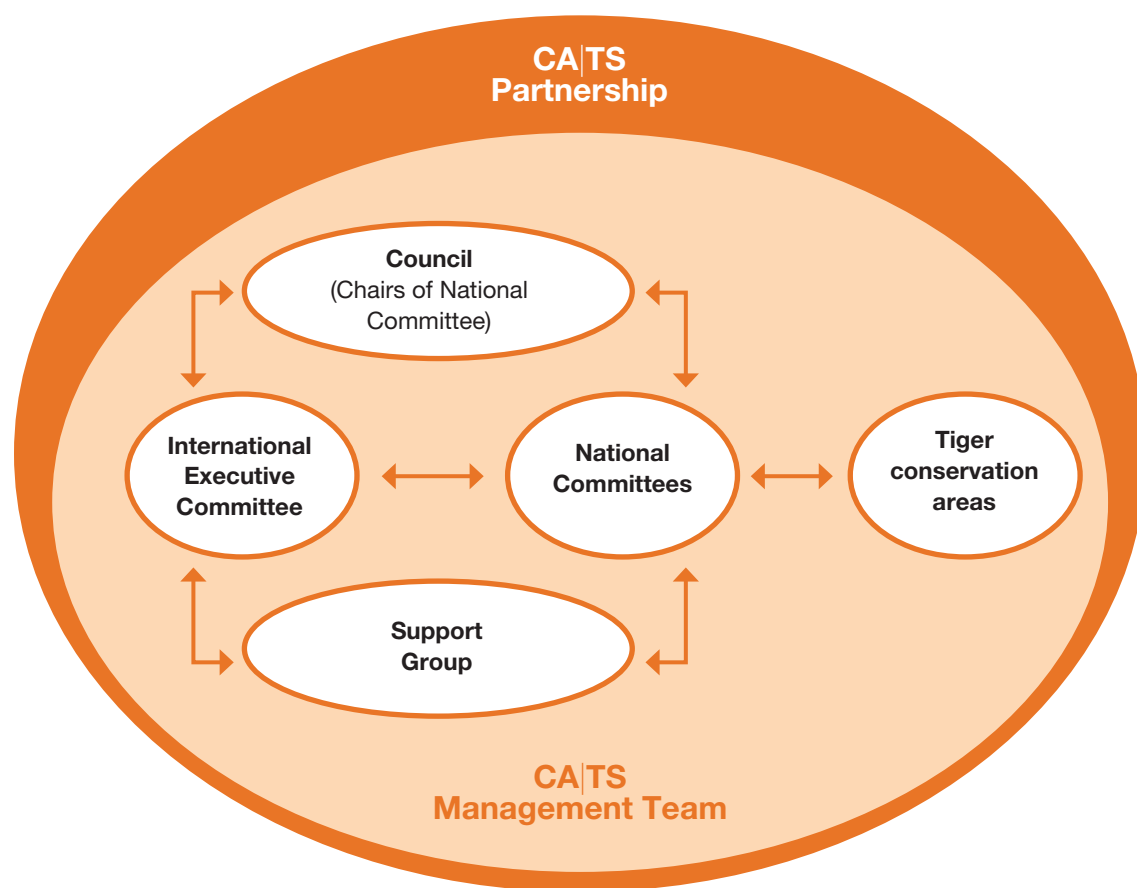 CA|TS
Partnership
Council
(Chairs of National
Committee)
International
Executive
Committee
National
Committees
Tiger
conservation
areas
Support
Group
CA|TS
Management Team